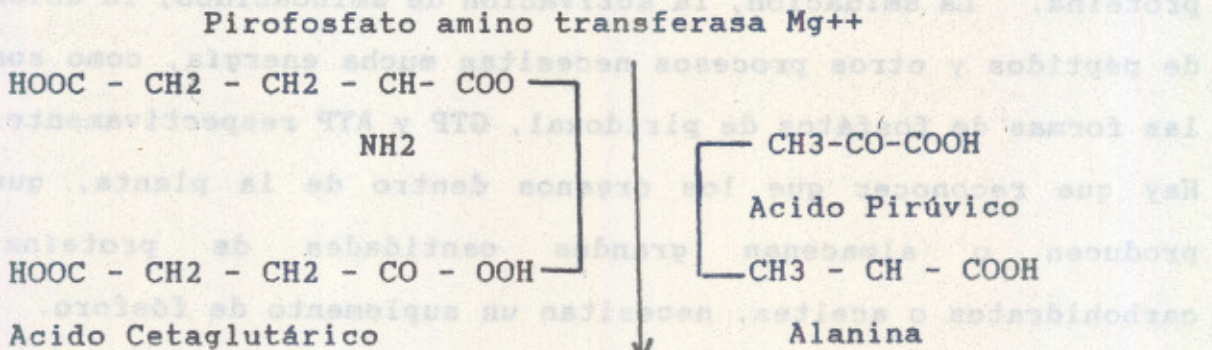 Pirofosfato amino transferasa Mg++
HOOC - CH2 - CH2 - CH- COO
NH2
CH3-CO-COOH
Acido Pirúvico
HOOC - CH2 - CH2 - CO - OOH
CH3 - CH - COOH
Acido Cetaglutárico
Alanina